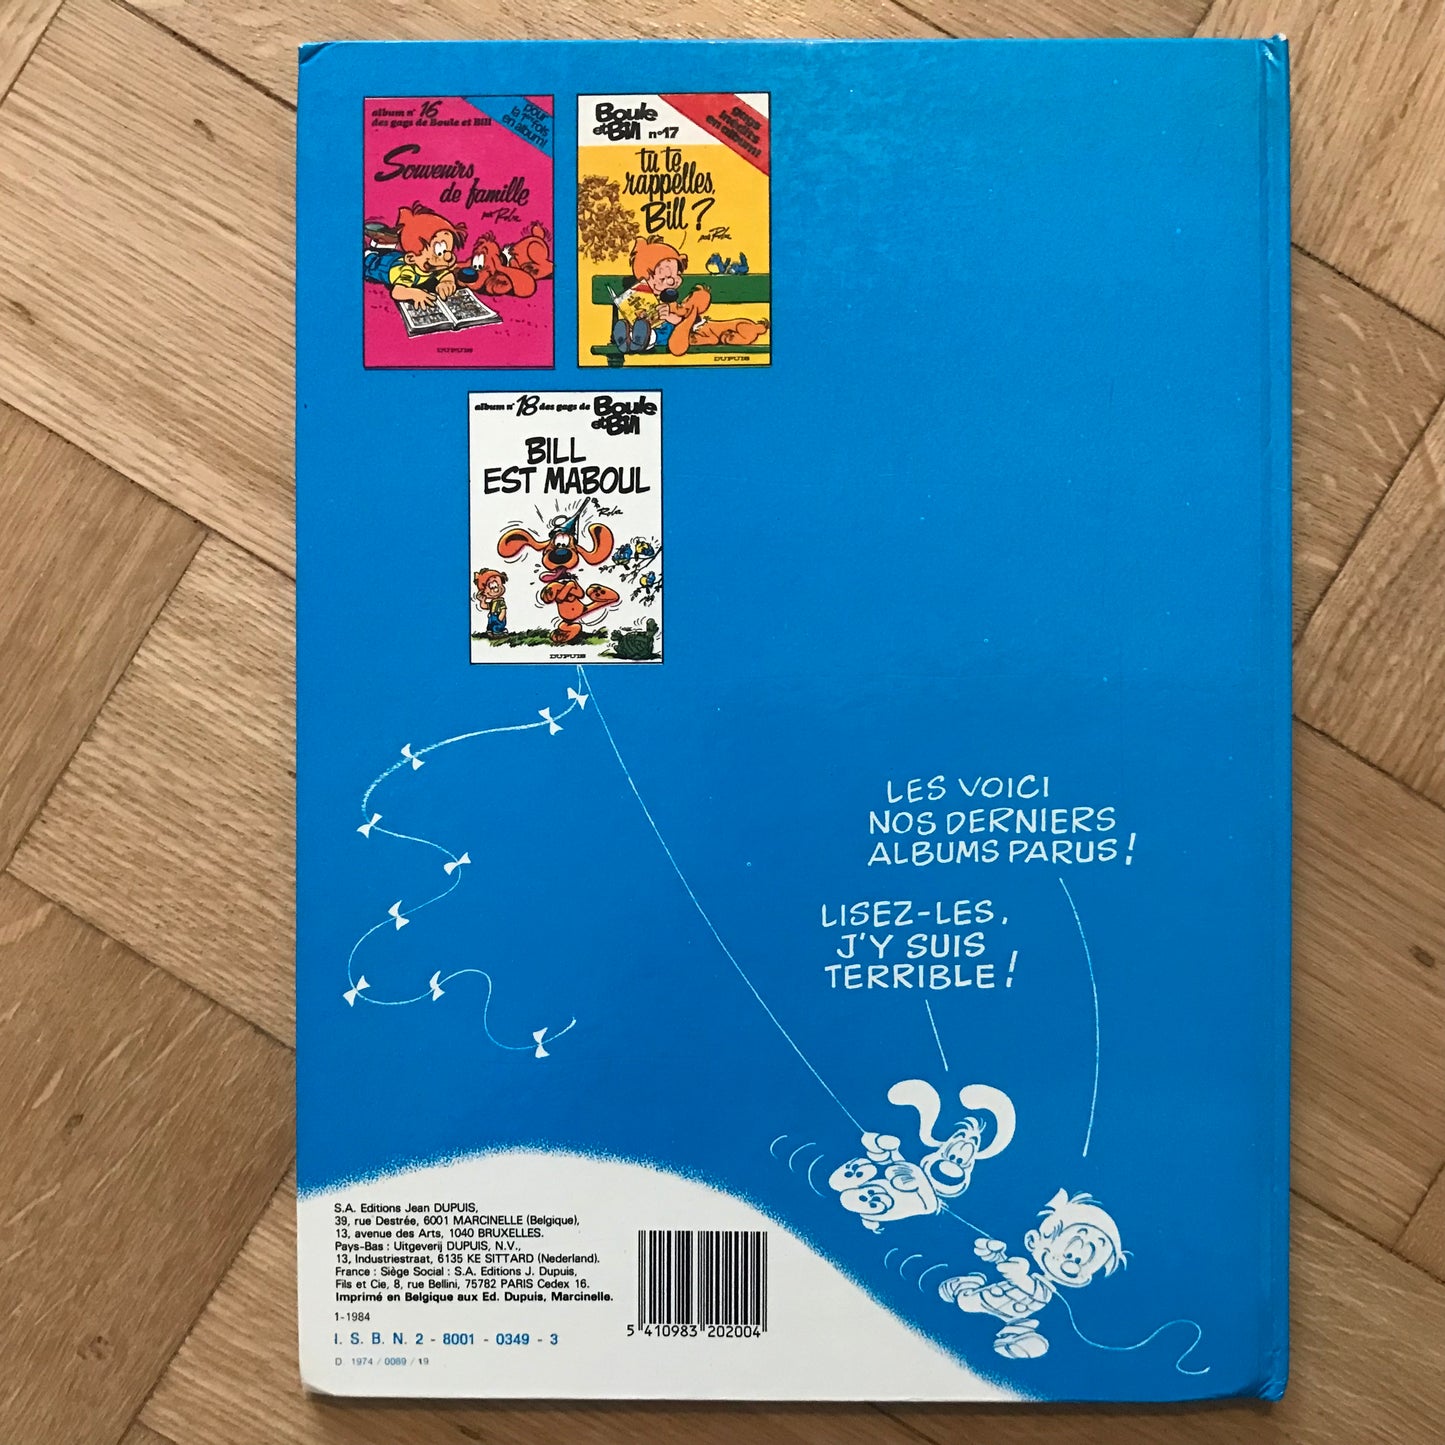 album n° 16
des gags de Boule et Bill
pour
la 1ère fois
en album!
Souvenirs
de famille
par Roba
DUPUIS
Boule
et Bill n°17
gags
inédits
en album!
tu te
rappelles,
Bill ?
par Roba
DUPUIS
album n° 18 des gags de Boule
et Bill
BILL
EST MABOUL
Roba
DUPUIS
LES VOICI
NOS DERNIERS
ALBUMS PARUS !
LISEZ-LES,
J'Y SUIS
TERRIBLE !
S.A. Editions Jean DUPUIS,
39, rue Destrée, 6001 MARCINELLE (Belgique),
13, avenue des Arts, 1040 BRUXELLES.
Pays-Bas : Uitgeverij DUPUIS, N.V.,
13, Industriestraat, 6135 KE SITTARD (Nederland).
France : Siège Social : S.A. Editions J. Dupuis,
Fils et Cie, 8, rue Bellini, 75782 PARIS Cedex 16.
Imprimé en Belgique aux Ed. Dupuis, Marcinelle.
1-1984
I. S. B. N. 2 - 8001 - 0349 - 3
D. 1974 / 0089 / 19
5 410983 202004